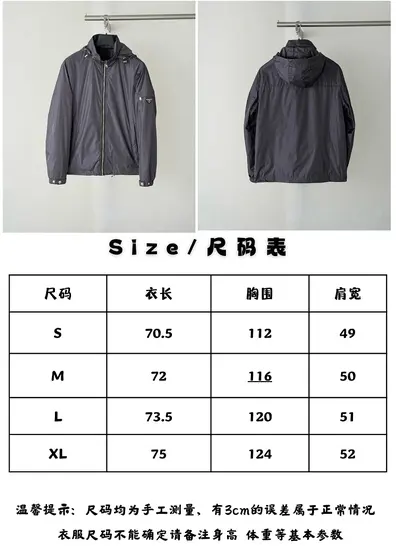 Size/尺码表
尺码 衣长 胸围 肩宽
S 70.5 112 49
M 72 116 50
L 73.5 120 51
XL 75 124 52
温馨提示: 尺码均为手工测量、有3cm的误差属于正常情况
衣服尺码不能确定请备注身高 体重等基本参数